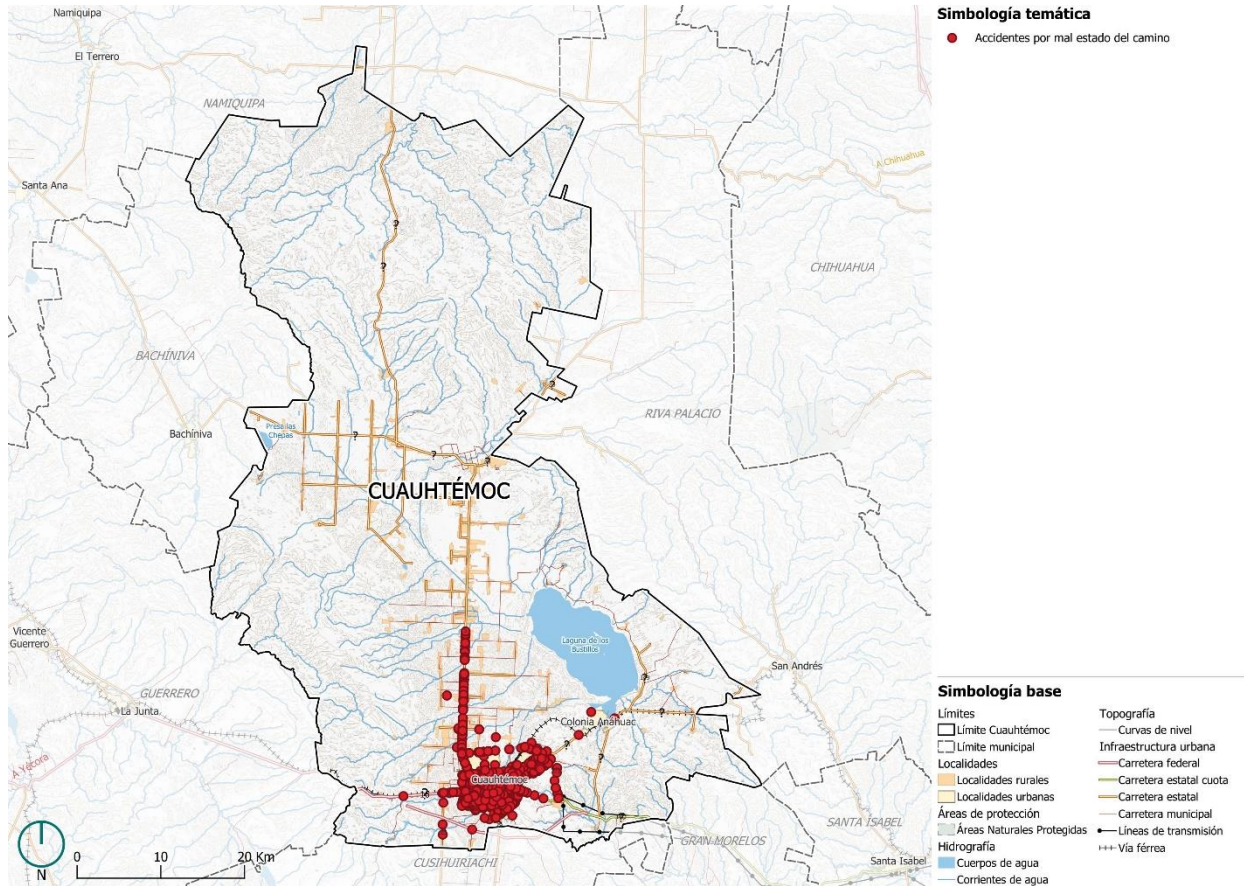 Namiquipa
El Terrero
NAMIQUIPA
Santa Ana
A Chihuahua
CHIHUAHUA
BACHÍNIVA
Bachíniva
Presa las
Chepas
RIVA PALACIO
CUAUHTÉMOC
Vicente
Guerrero
Laguna de los
Bustillos
San Andrés
GUERRERO
La Junta
Colonia Anáhuac
A Yécora
Cuauhtémoc
16
SANTA ISABEL
GRAN MORELOS
CUSIHUIRIACHI
Santa Isabel
N
0 10 20 Km
Simbología temática
Accidentes por mal estado del camino
Simbología base
Límites
Límite Cuauhtémoc
Límite municipal
Localidades
Localidades rurales
Localidades urbanas
Áreas de protección
Áreas Naturales Protegidas
Hidrografía
Cuerpos de agua
Corrientes de agua
Topografía
Curvas de nivel
Infraestructura urbana
Carretera federal
Carretera estatal cuota
Carretera estatal
Carretera municipal
Líneas de transmisión
Vía férrea